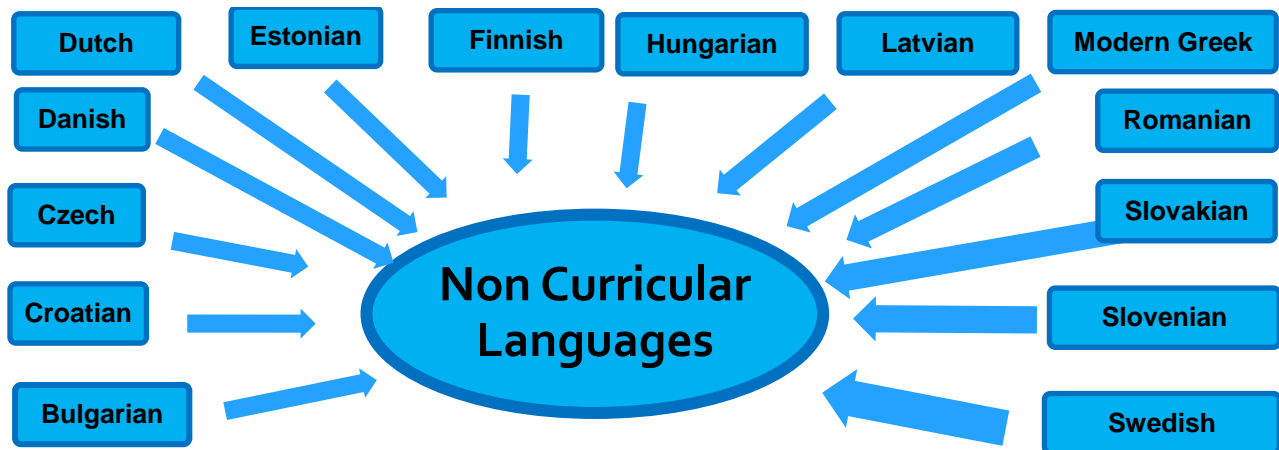 Dutch
Estonian
Finnish
Hungarian
Latvian
Modern Greek
Danish
Romanian
Czech
Slovakian
Non Curricular
Languages
Croatian
Slovenian
Bulgarian
Swedish